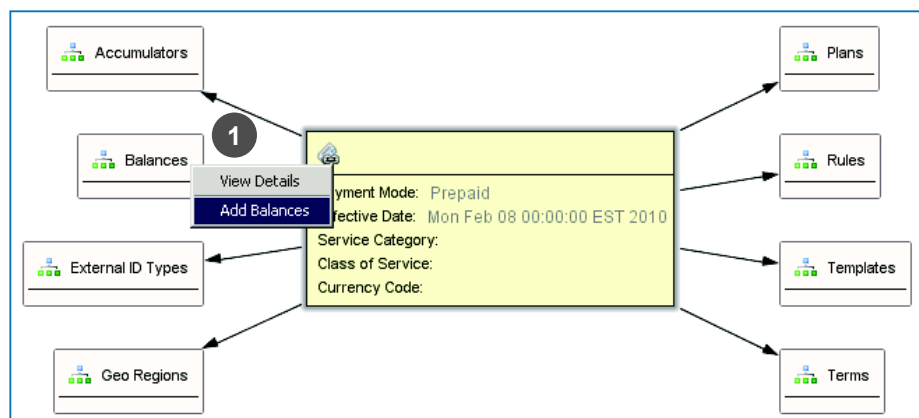 Accumulators
Plans
1
Balances
Rules
View Details
Add Balances
yment Mode: Prepaid
fective Date: Mon Feb 08 00:00:00 EST 2010
Service Category:
Class of Service:
Currency Code:
External ID Types
Templates
Geo Regions
Terms